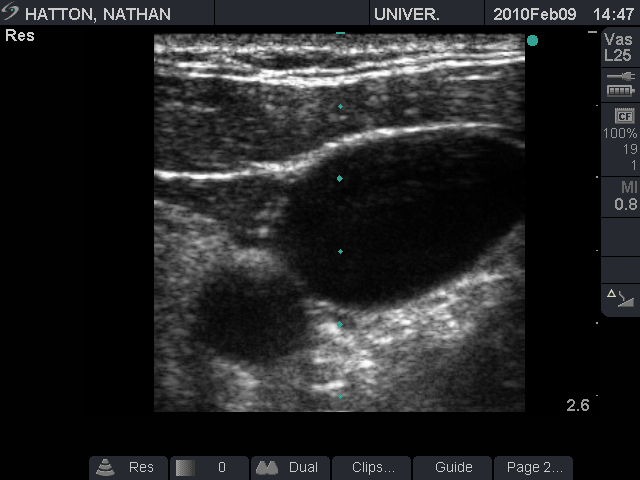 HATTON, NATHAN UNIVER. 2010Feb09 14:47
Res
Vas
L25
CF
100%
19
1
MI
0.8
2.6
Res 0 Dual Clips... Guide Page 2...